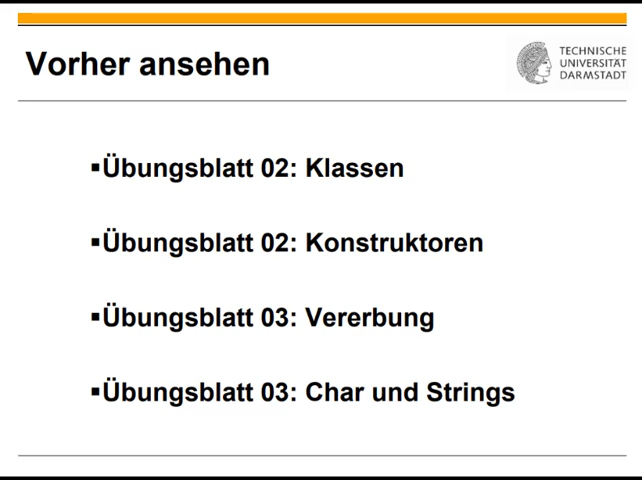 Vorher ansehen
TECHNISCHE
UNIVERSITÄT
DARMSTADT
▪Übungsblatt 02: Klassen
▪Übungsblatt 02: Konstruktoren
▪Übungsblatt 03: Vererbung
▪Übungsblatt 03: Char und Strings